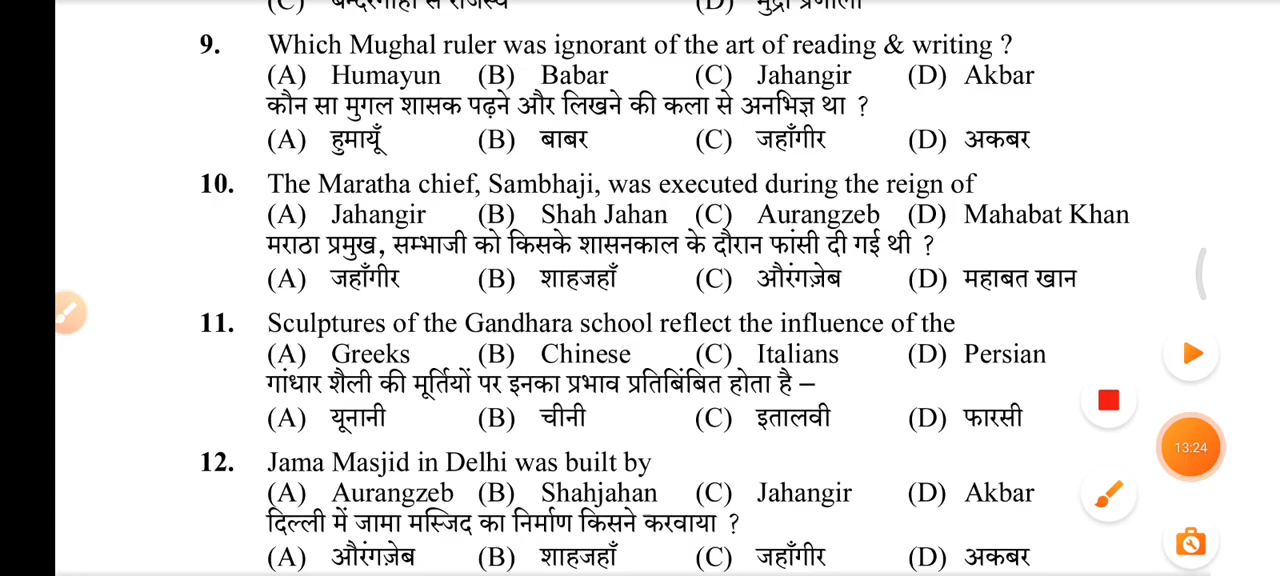 9. Which Mughal ruler was ignorant of the art of reading & writing ?
(A) Humayun (B) Babar (C) Jahangir (D) Akbar
कौन सा मुगल शासक पढ़ने और लिखने की कला से अनभिज्ञ था ?
(A) हुमायूँ (B) बाबर (C) जहाँगीर (D) अकबर
10. The Maratha chief, Sambhaji, was executed during the reign of
(A) Jahangir (B) Shah Jahan (C) Aurangzeb (D) Mahabat Khan
मराठा प्रमुख, सम्भाजी को किसके शासनकाल के दौरान फांसी दी गई थी ?
(A) जहाँगीर (B) शाहजहाँ (C) औरंगज़ेब (D) महाबत खान
11. Sculptures of the Gandhara school reflect the influence of the
(A) Greeks (B) Chinese (C) Italians (D) Persian
गांधार शैली की मूर्तियों पर इनका प्रभाव प्रतिबिंबित होता है –
(A) यूनानी (B) चीनी (C) इतालवी (D) फारसी
13:24
12. Jama Masjid in Delhi was built by
(A) Aurangzeb (B) Shahjahan (C) Jahangir (D) Akbar
दिल्ली में जामा मस्जिद का निर्माण किसने करवाया ?
(A) औरंगज़ेब (B) शाहजहाँ (C) जहाँगीर (D) अकबर